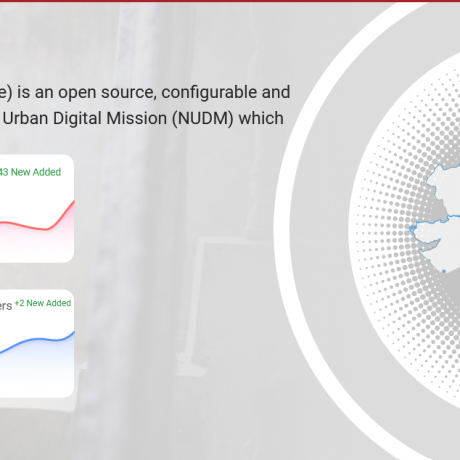 e) is an open source, configurable and
Urban Digital Mission (NUDM) which
43 New Added
ers +2 New Added